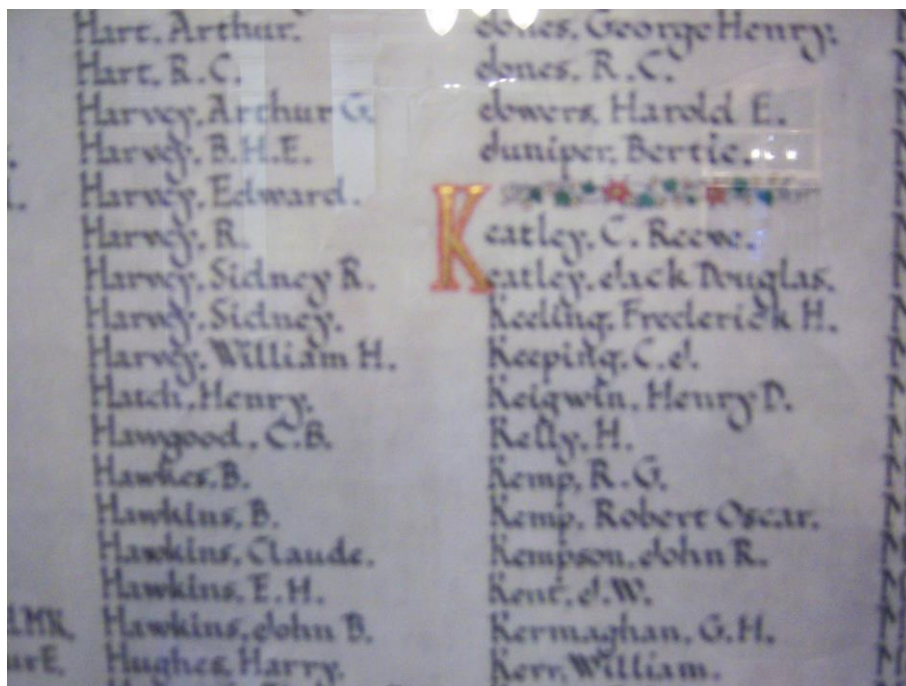 Hart, Arthur.
Hart, R.C.
Harvey, Arthur G.
Harvey, B.H.E.
Harvey, Edward.
Harvey, R.
Harvey, Sidney R.
Harvey, Sidney.
Harvey, William H.
Hatch, Henry.
Hawgood, C.B.
Hawkes, B.
Hawkins, B.
Hawkins, Claude.
Hawkins, E.H.
Hawkins, John B.
Hughes, Harry.
Jones, George Henry.
Jones, R.C.
Jowers, Harold E.
Juniper, Bertie.
Keatley, C. Reeve.
Keatley, Jack Douglas.
Keeling, Frederick H.
Keeping, C.J.
Keigwin, Henry D.
Kelly, H.
Kemp, R.G.
Kemp, Robert Oscar.
Kempson, John R.
Kent, J.W.
Kermaghan, G.H.
Kerr, William.